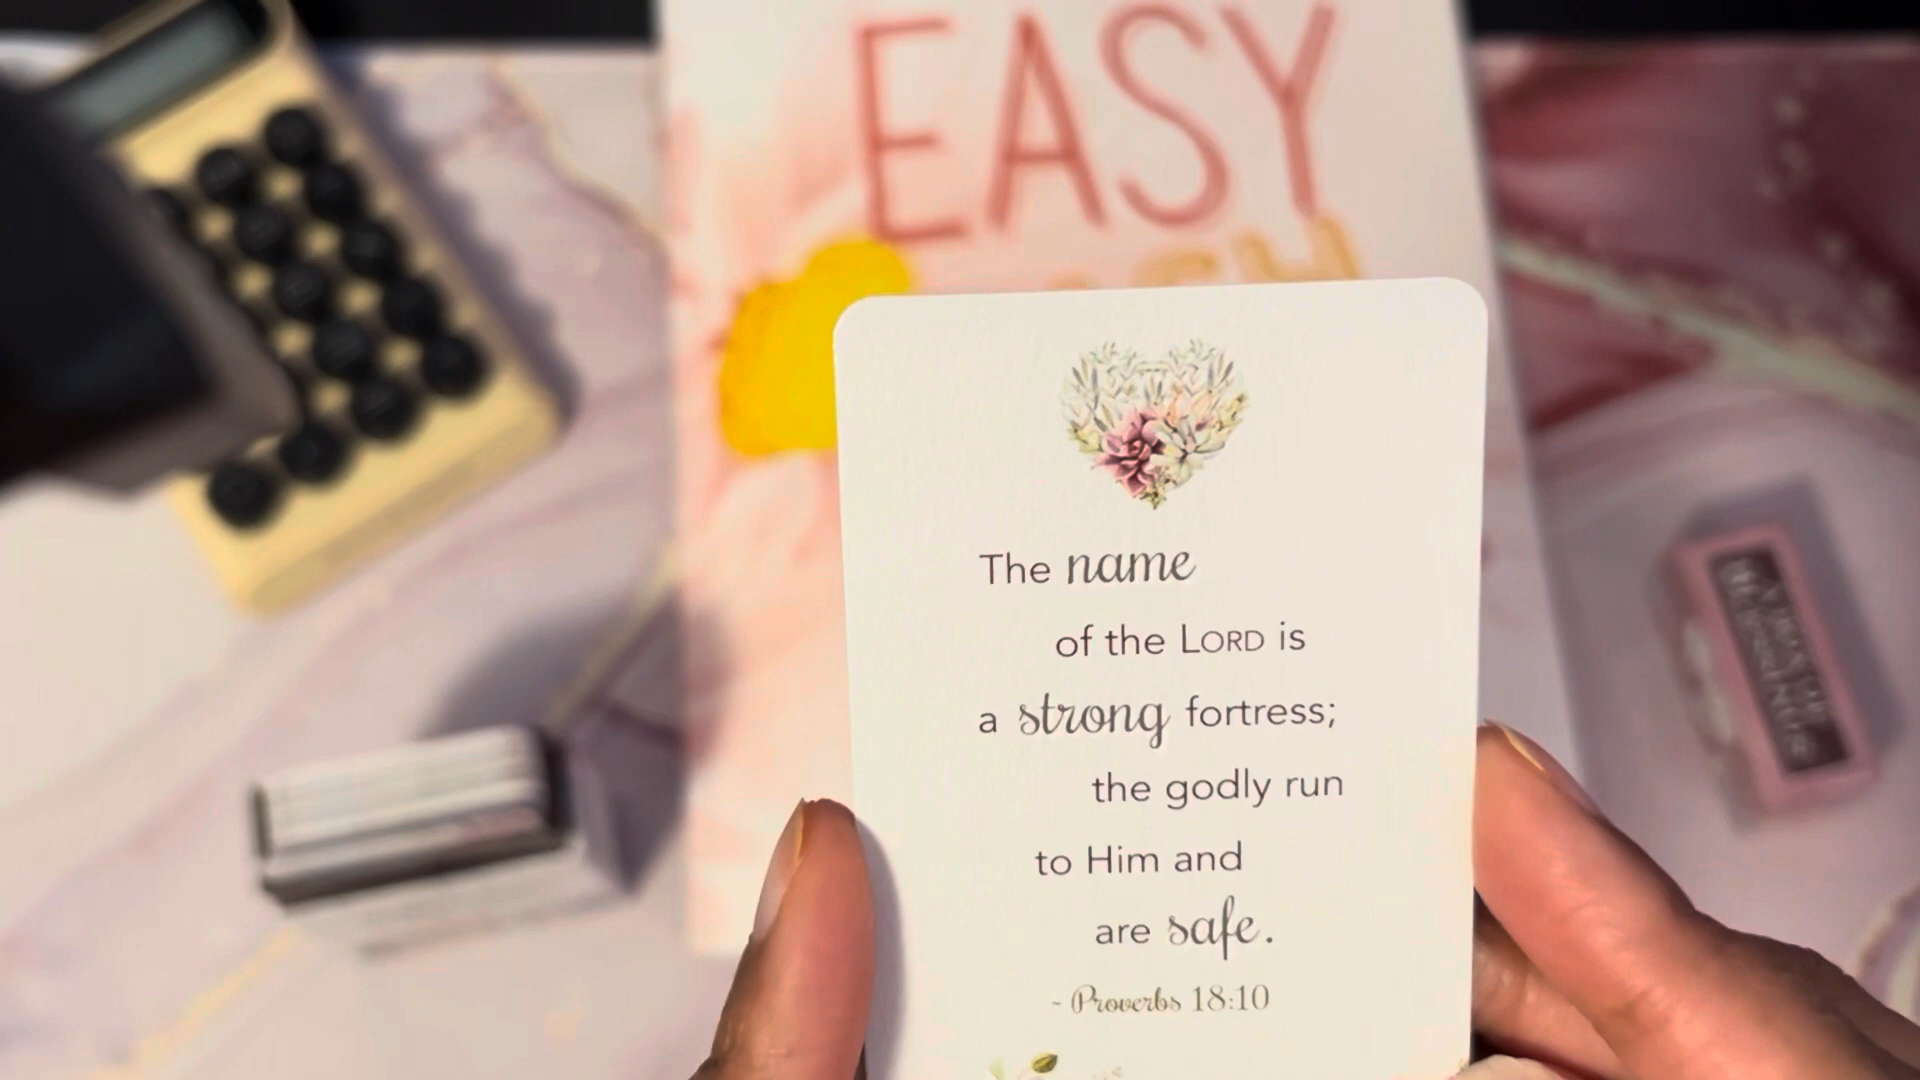 EASY
The name
of the LORD is
a strong fortress;
the godly run
to Him and
are safe.
~ Proverbs 18:10